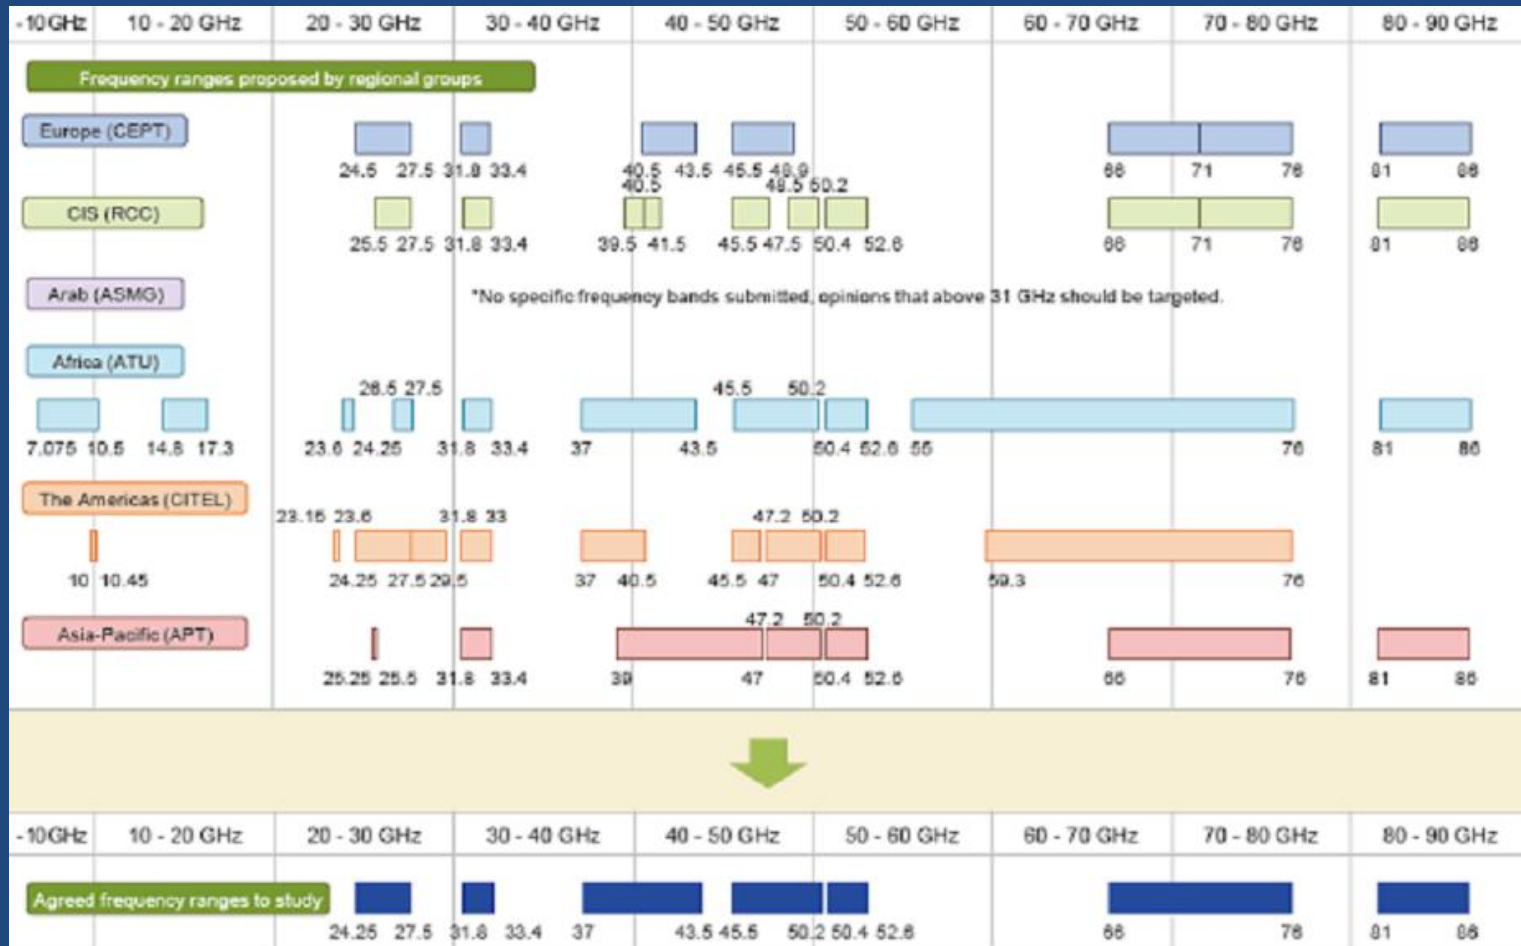 -10GHz 10 - 20 GHz 20 - 30 GHz 30 - 40 GHz 40 - 50 GHz 50 - 60 GHz 60 - 70 GHz 70 - 80 GHz 80 - 90 GHz
Frequency ranges proposed by regional groups
Europe (CEPT)
24.5 27.5 31.8 33.4 40.5 43.5 45.5 48.9 66 71 76 81 86
40.5 48.5 50.2
CIS (RCC)
25.5 27.5 31.8 33.4 39.5 41.5 45.5 47.5 50.4 52.6 66 71 76 81 86
Arab (ASMG)
*No specific frequency bands submitted, opinions that above 31 GHz should be targeted.
Africa (ATU)
26.5 27.5 45.5 50.2
7.075 10.5 14.8 17.3 23.6 24.25 31.8 33.4 37 43.5 50.4 52.6 55 76 81 86
The Americas (CITEL)
23.15 23.6 31.8 33 47.2 50.2
10 10.45 24.25 27.5 29.5 37 40.5 45.5 47 50.4 52.6 59.3 76
Asia-Pacific (APT)
47.2 50.2
25.25 25.5 31.8 33.4 39 47 50.4 52.6 66 76 81 86
-10GHz 10 - 20 GHz 20 - 30 GHz 30 - 40 GHz 40 - 50 GHz 50 - 60 GHz 60 - 70 GHz 70 - 80 GHz 80 - 90 GHz
Agreed frequency ranges to study
24.25 27.5 31.8 33.4 37 43.5 45.5 50.2 50.4 52.6 66 76 81 86